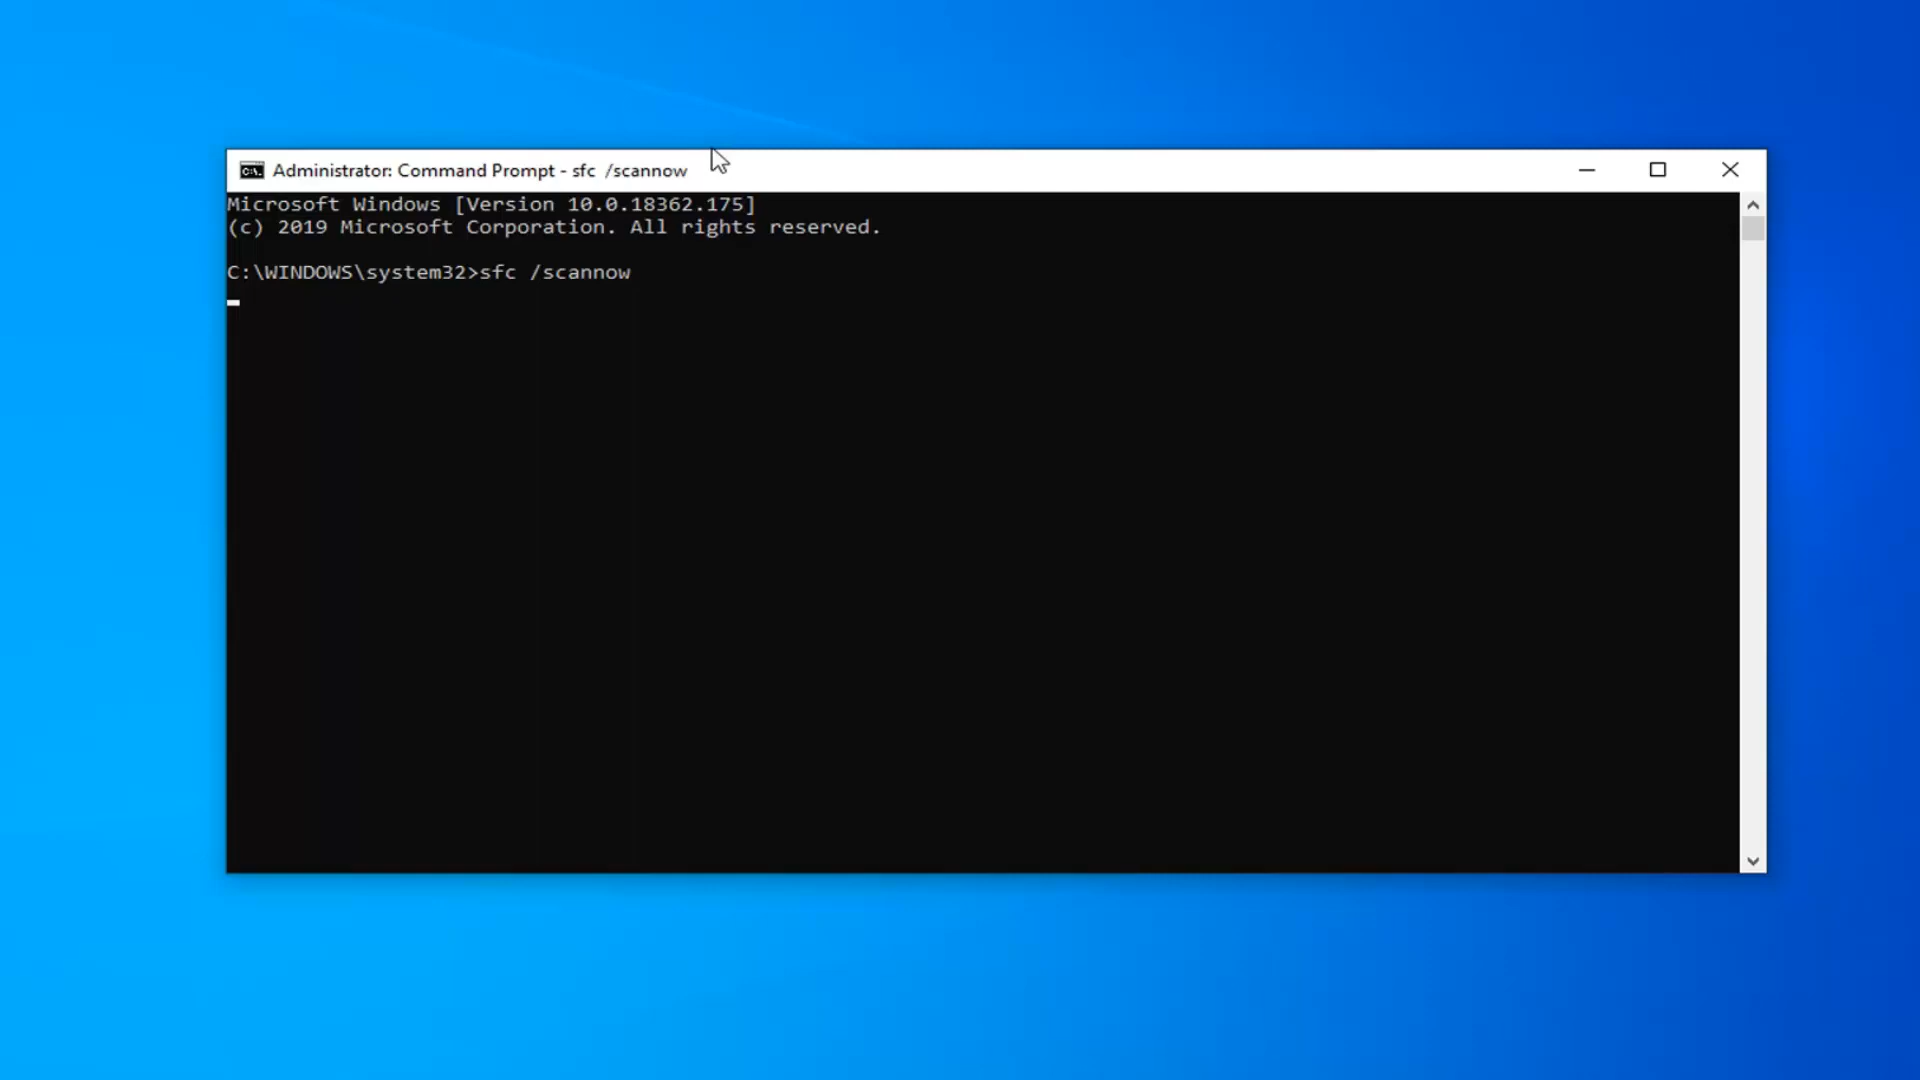 Administrator: Command Prompt - sfc  /scannow
Microsoft Windows [Version 10.0.18362.175]
(c) 2019 Microsoft Corporation. All rights reserved.
C:\WINDOWS\system32>sfc /scannow